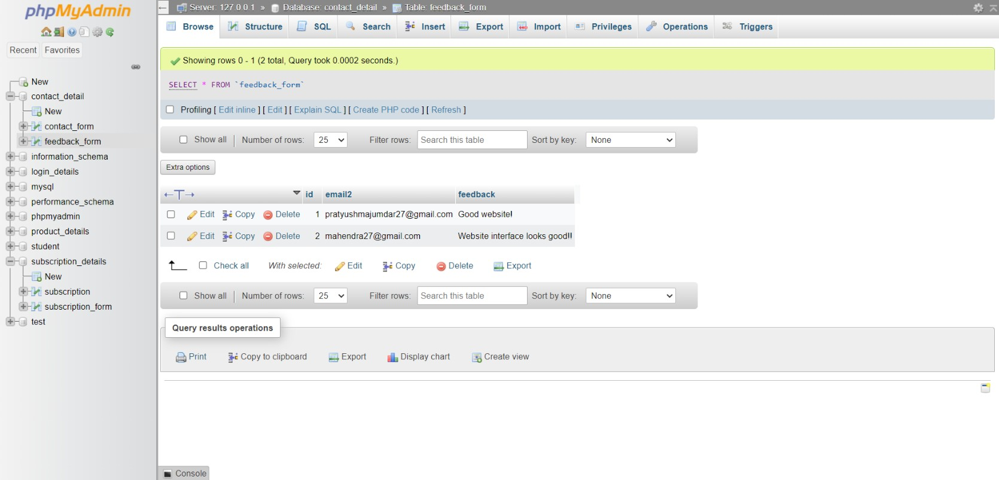 phpMyAdmin
Recent Favorites
New
contact_detail
New
contact_form
feedback_form
information_schema
login_details
mysql
performance_schema
phpmyadmin
product_details
student
subscription_details
New
subscription
subscription_form
test
Server: 127.0.0.1 » Database: contact_detail » Table: feedback_form
Browse Structure SQL Search Insert Export Import Privileges Operations Triggers
Showing rows 0 - 1 (2 total, Query took 0.0002 seconds.)
SELECT * FROM `feedback_form`
Profiling [ Edit inline ] [ Edit ] [ Explain SQL ] [ Create PHP code ] [ Refresh ]
Show all Number of rows: 25 Filter rows: Search this table Sort by key: None
Extra options
←T→ id email2 feedback
Edit Copy Delete 1 pratyushmajumdar27@gmail.com Good website!
Edit Copy Delete 2 mahendra27@gmail.com Website interface looks good!!
Check all With selected: Edit Copy Delete Export
Show all Number of rows: 25 Filter rows: Search this table Sort by key: None
Query results operations
Print Copy to clipboard Export Display chart Create view
Console